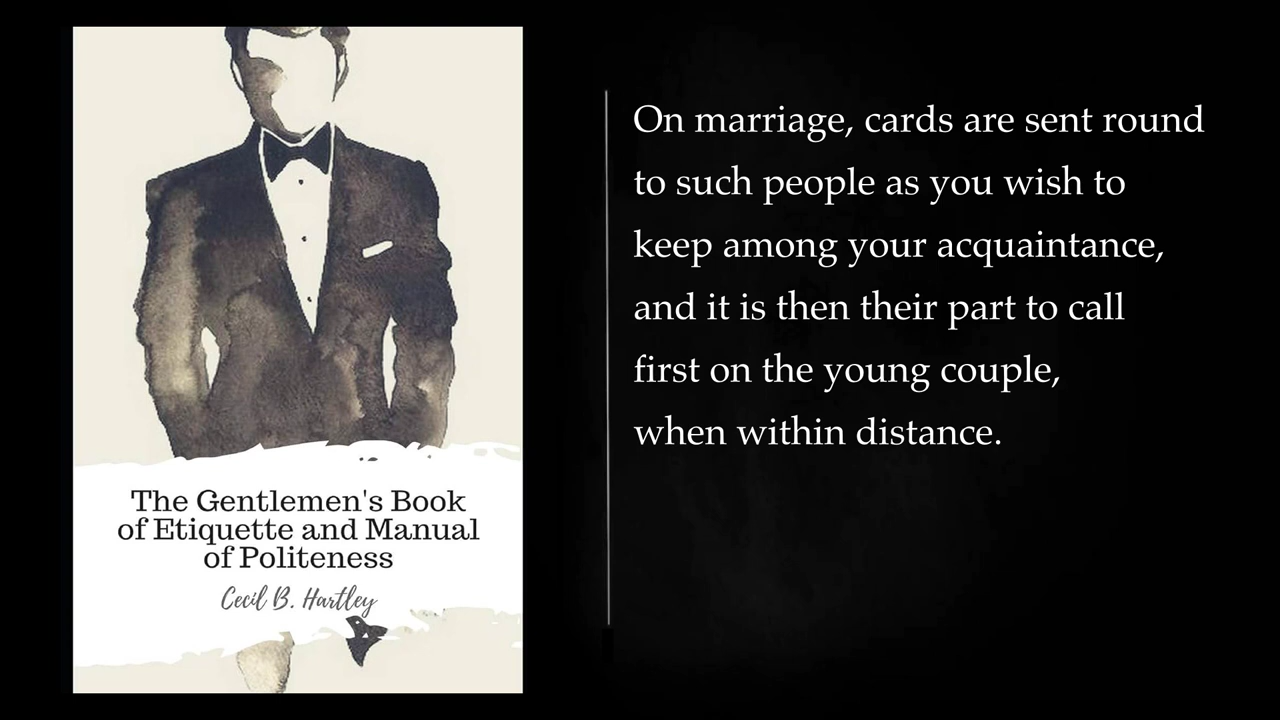 The Gentlemen's Book
of Etiquette and Manual
of Politeness
Cecil B. Hartley
On marriage, cards are sent round
to such people as you wish to
keep among your acquaintance,
and it is then their part to call
first on the young couple,
when within distance.